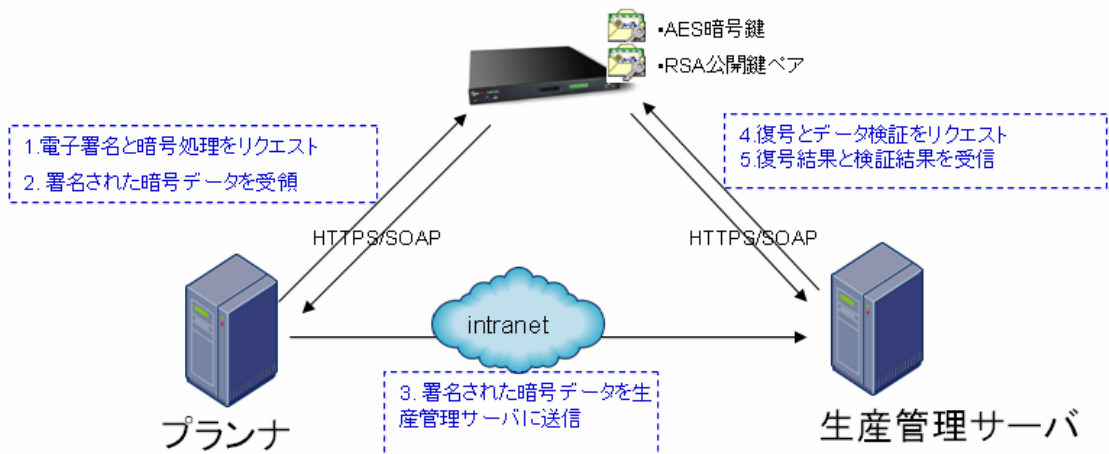 ・AES暗号鍵
・RSA公開鍵ペア
1.電子署名と暗号処理をリクエスト
2. 署名された暗号データを受領
4.復号とデータ検証をリクエスト
5.復号結果と検証結果を受信
HTTPS/SOAP
HTTPS/SOAP
intranet
3. 署名された暗号データを生
産管理サーバに送信
プランナ
生産管理サーバ